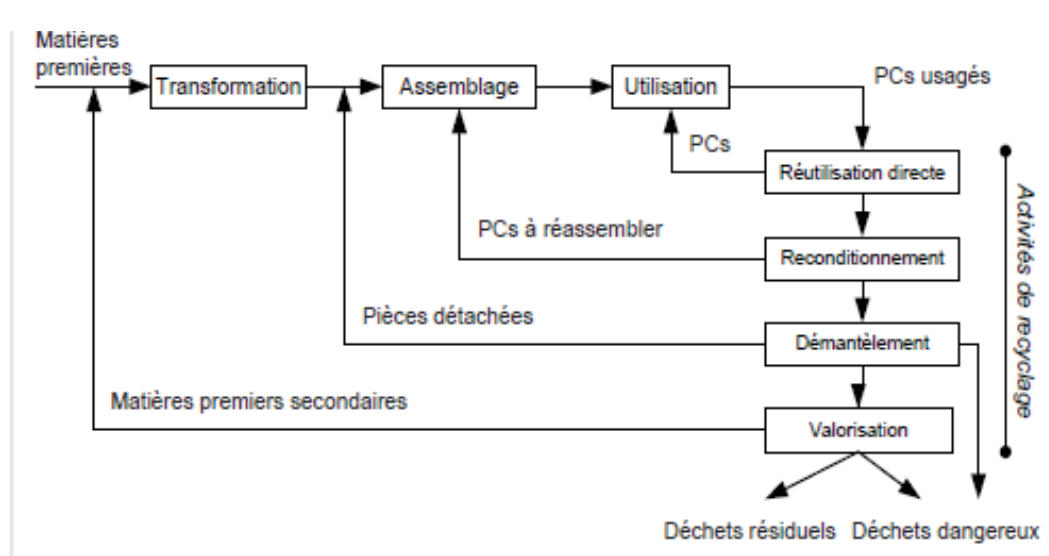 Matières
premières
Transformation
Assemblage
Utilisation
PCs usagés
PCs
Réutilisation directe
PCs à réassembler
Reconditionnement
Pièces détachées
Démantèlement
Matières premiers secondaires
Valorisation
Activités de recyclage
Déchets résiduels
Déchets dangereux